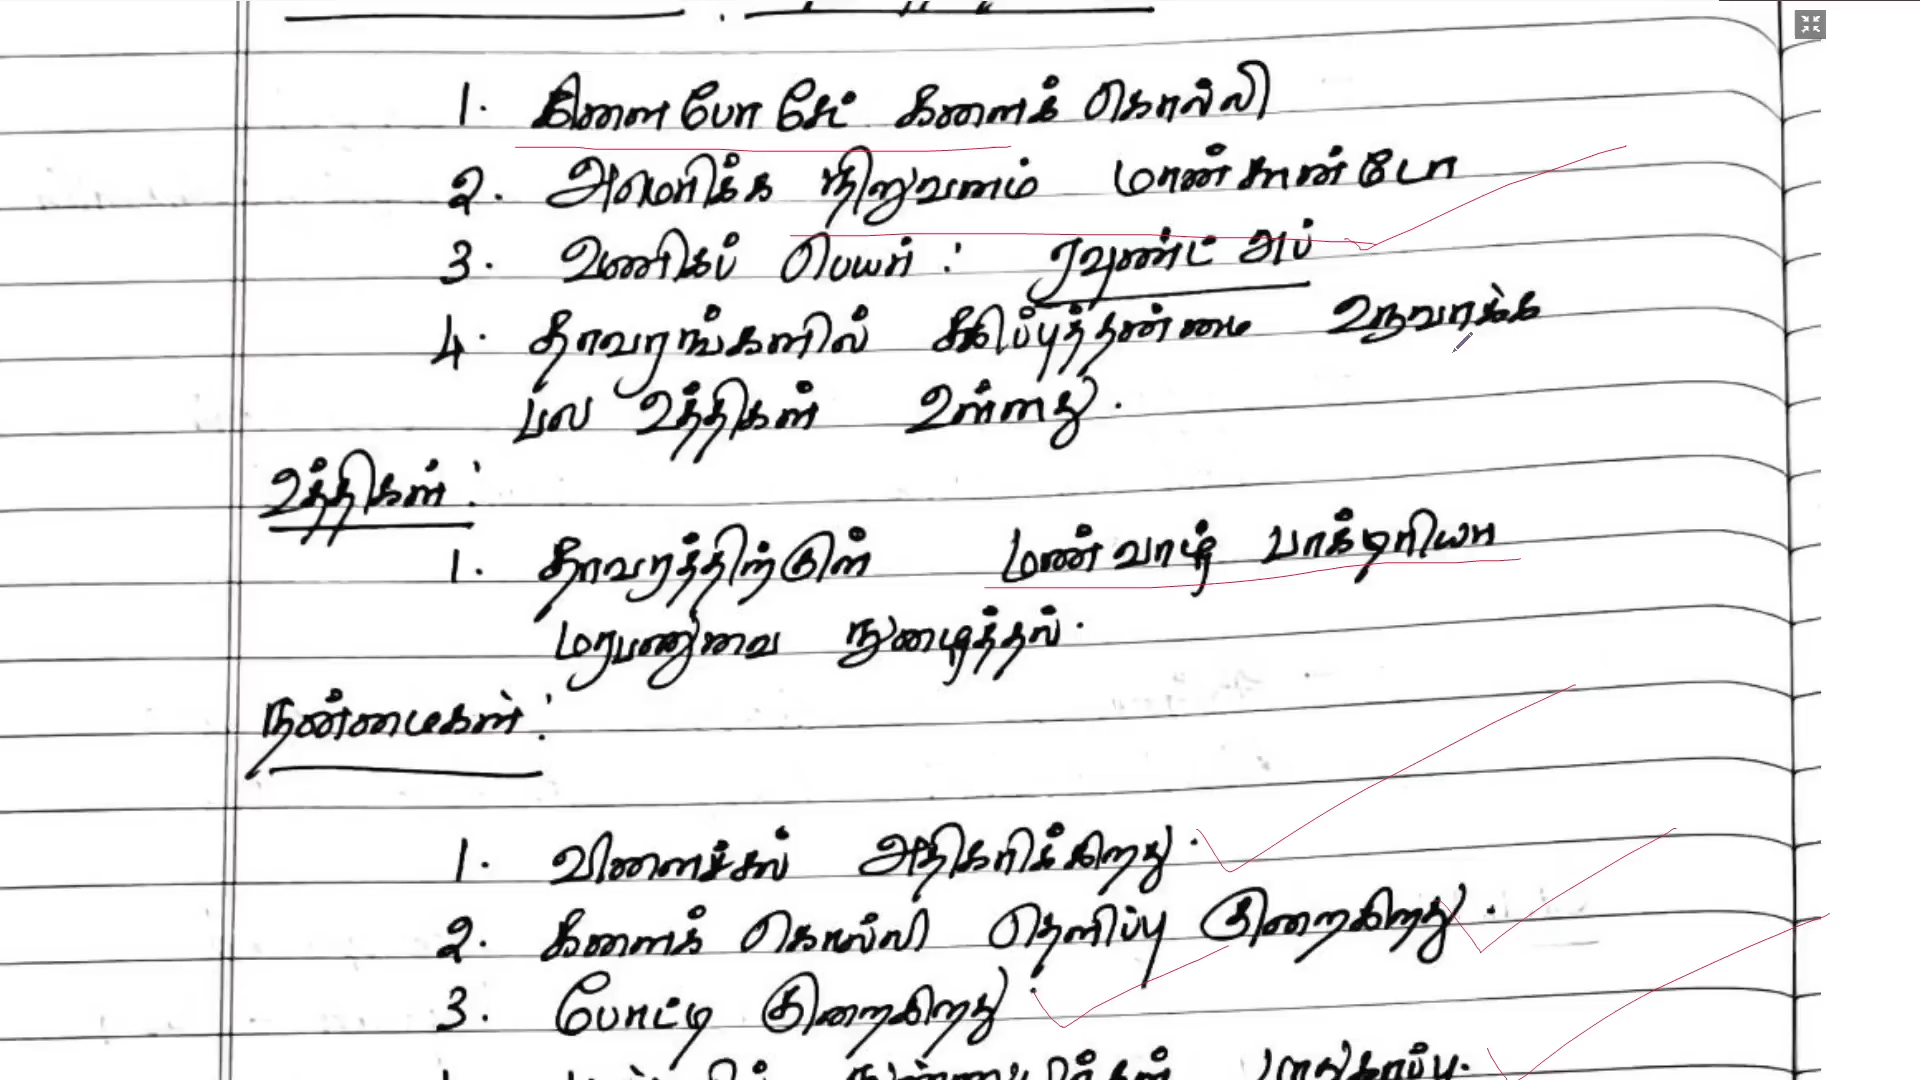 1. கிளைபோசேட் களைக் கொல்லி
2. அமெரிக்க நிறுவனம் மான்சான்டோ
3. வணிகப் பெயர் : ரவுண்ட் அப்
4. தாவரங்களில் சகிப்புத்தன்மை உருவாக்க
பல உத்திகள் உள்ளது.
உத்திகள் :
1. தாவரத்திற்குள் மண்வாழ் பாக்டீரியா
மரபணுவை நுழைத்தல்.
நன்மைகள் :
1. விளைச்சல் அதிகரிக்கிறது.
2. களைக் கொல்லி தெளிப்பு குறைகிறது.
3. போட்டி குறைகிறது.